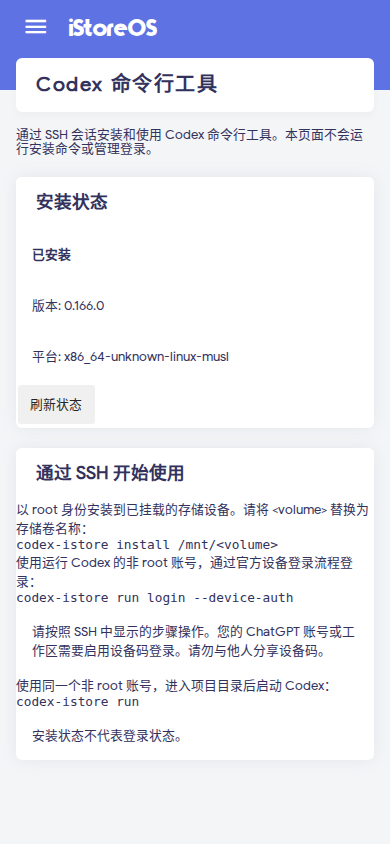 iStoreOS
Codex 命令行工具
通过 SSH 会话安装和使用 Codex 命令行工具。本页面不会运
行安装命令或管理登录。
安装状态
已安装
版本: 0.166.0
平台: x86_64-unknown-linux-musl
刷新状态
通过 SSH 开始使用
以 root 身份安装到已挂载的存储设备。请将 <volume> 替换为
存储卷名称：
codex-istore install /mnt/<volume>
使用运行 Codex 的非 root 账号，通过官方设备登录流程登
录：
codex-istore run login --device-auth
请按照 SSH 中显示的步骤操作。您的 ChatGPT 账号或工
作区需要启用设备码登录。请勿与他人分享设备码。
使用同一个非 root 账号，进入项目目录后启动 Codex：
codex-istore run
安装状态不代表登录状态。